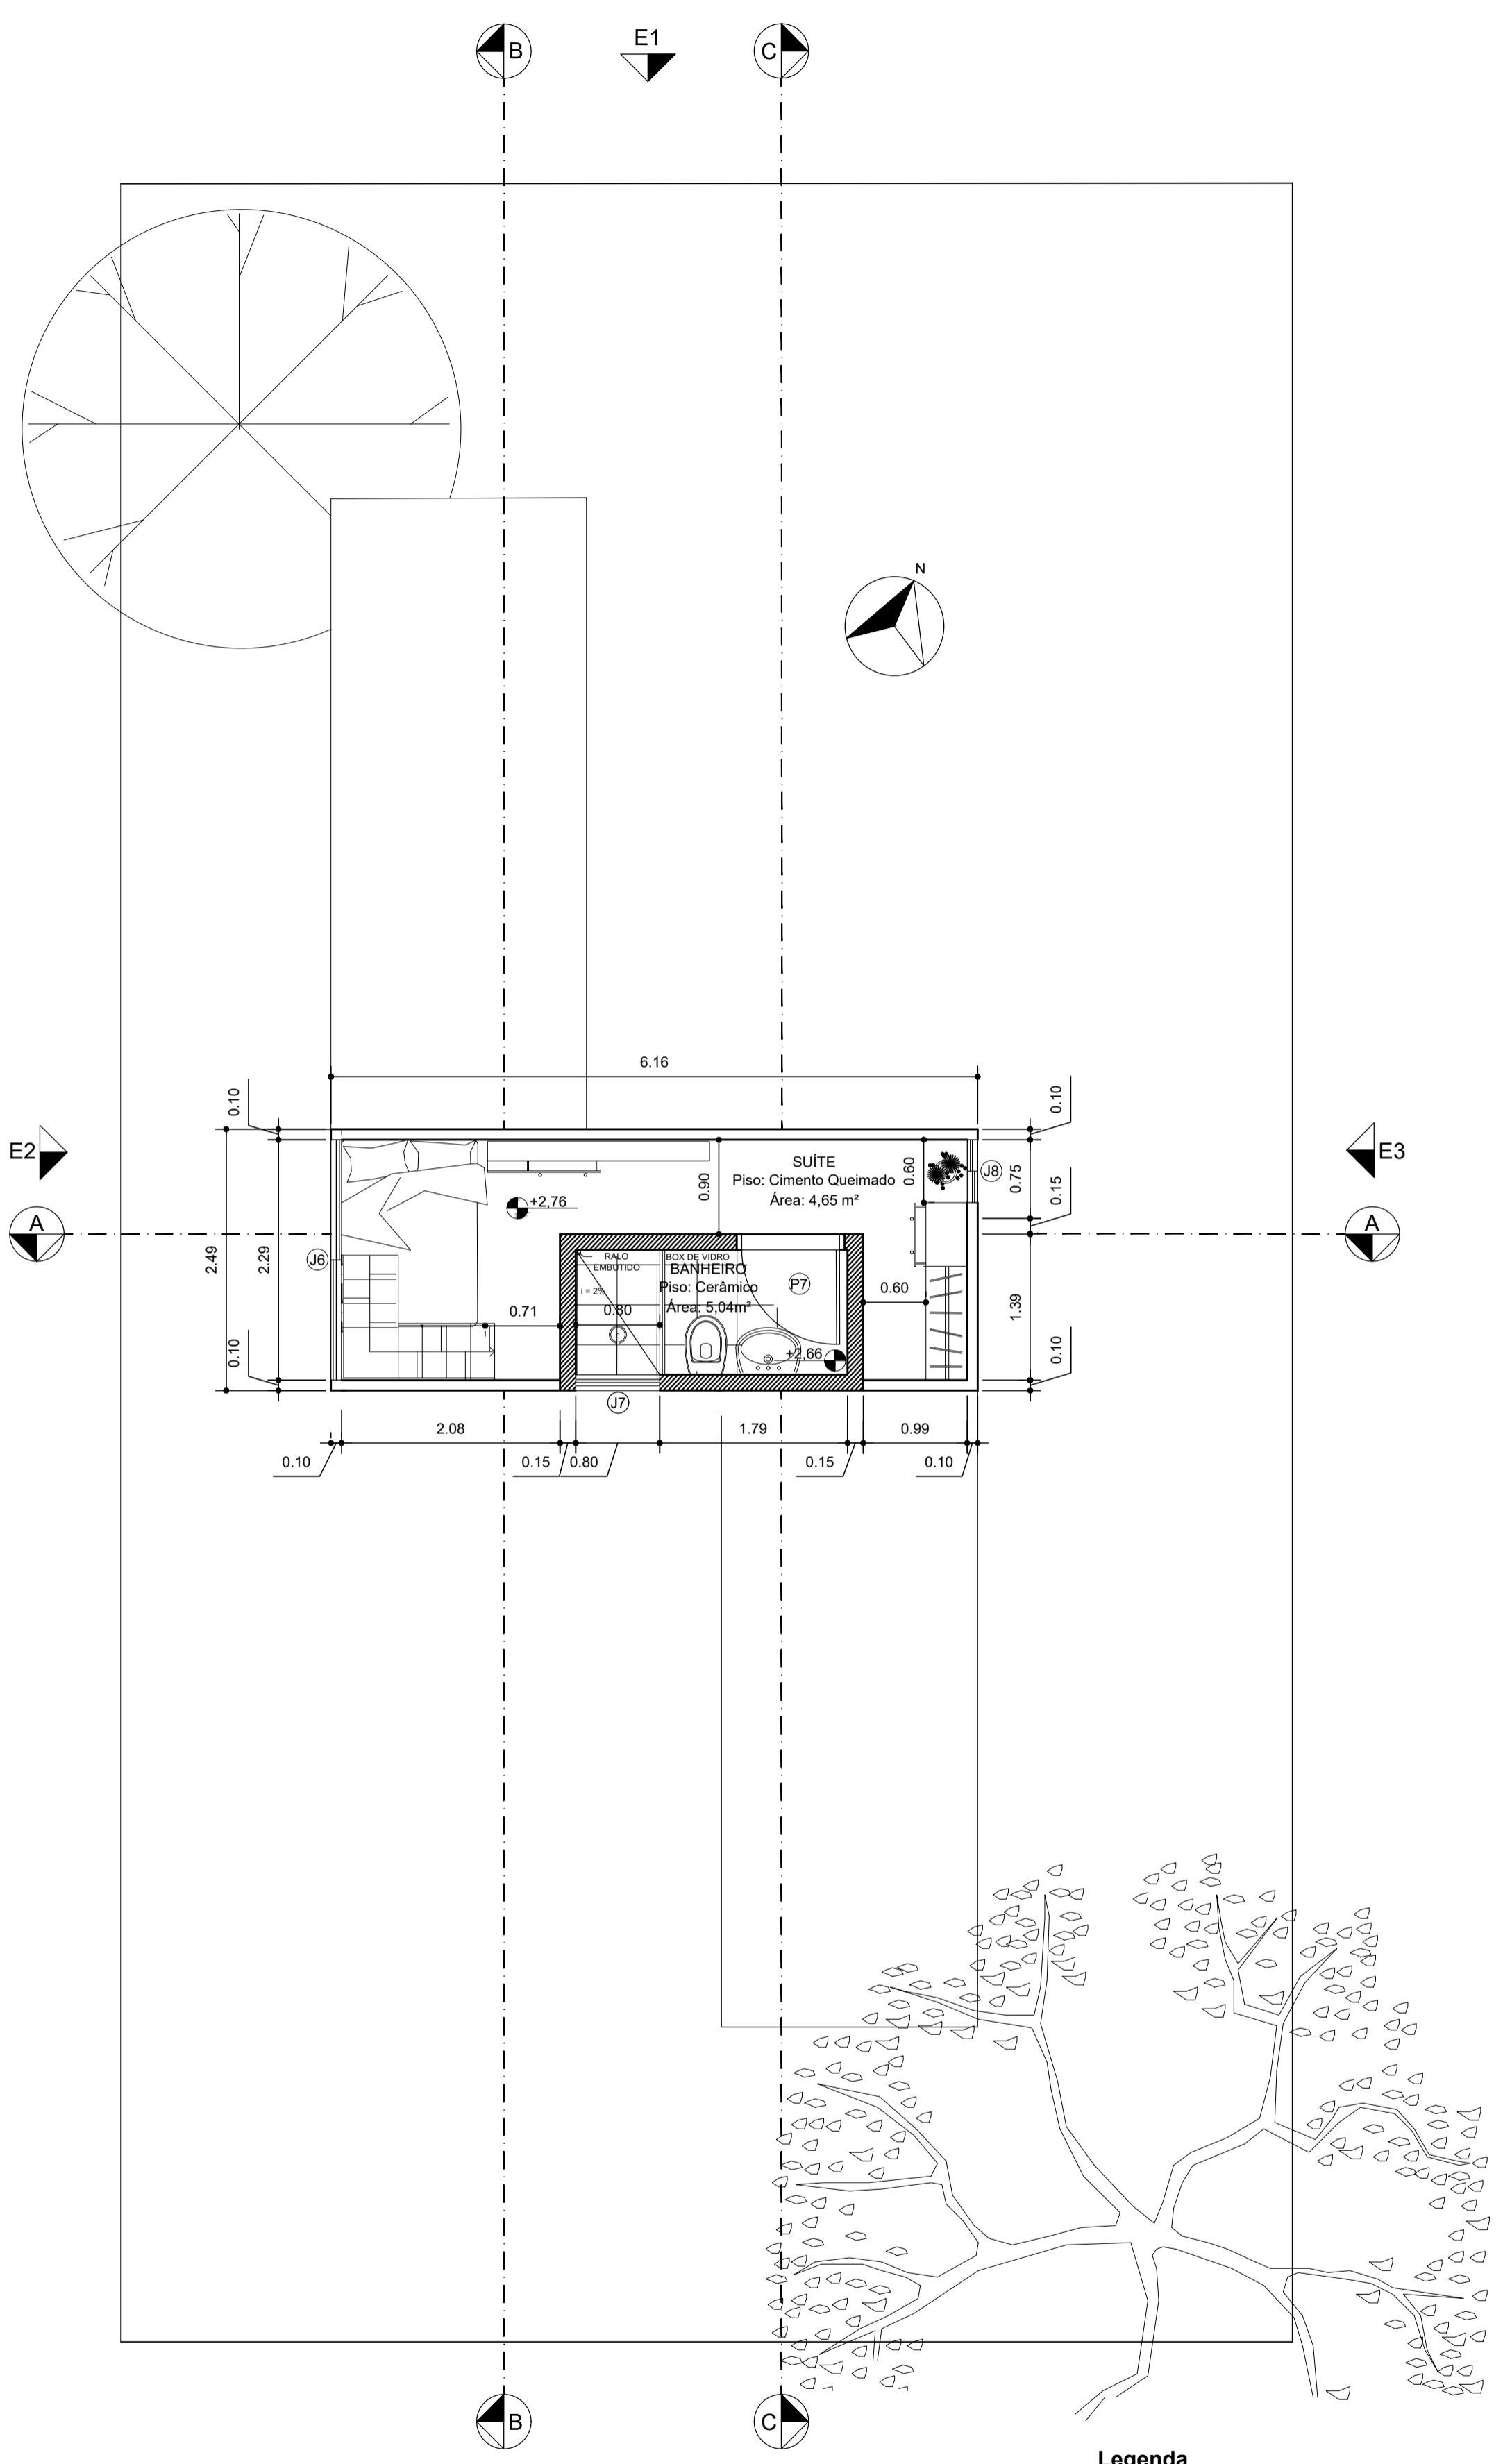 B
E1
C
N
6.16
0.10
0.10
E2
E3
SUÍTE
Piso: Cimento Queimado
Área: 4,65 m²
0.90
0.60
J8
0.75
0.15
+2,76
A
A
2.49
2.29
J6
RALO
EMBUTIDO
BOX DE VIDRO
BANHEIRO
Piso: Cerâmico
Área: 5,04m²
P7
i = 2%
0.71
0.80
0.60
1.39
+2,66
0.10
0.10
J7
2.08
1.79
0.99
0.10
0.15
0.80
0.15
0.10
B
C
Legenda